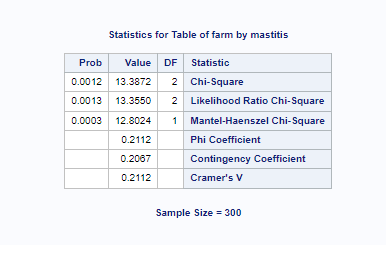 Statistics for Table of farm by mastitis
Prob Value DF Statistic
0.0012 13.3872 2 Chi-Square
0.0013 13.3550 2 Likelihood Ratio Chi-Square
0.0003 12.8024 1 Mantel-Haenszel Chi-Square
0.2112 Phi Coefficient
0.2067 Contingency Coefficient
0.2112 Cramer's V
Sample Size = 300